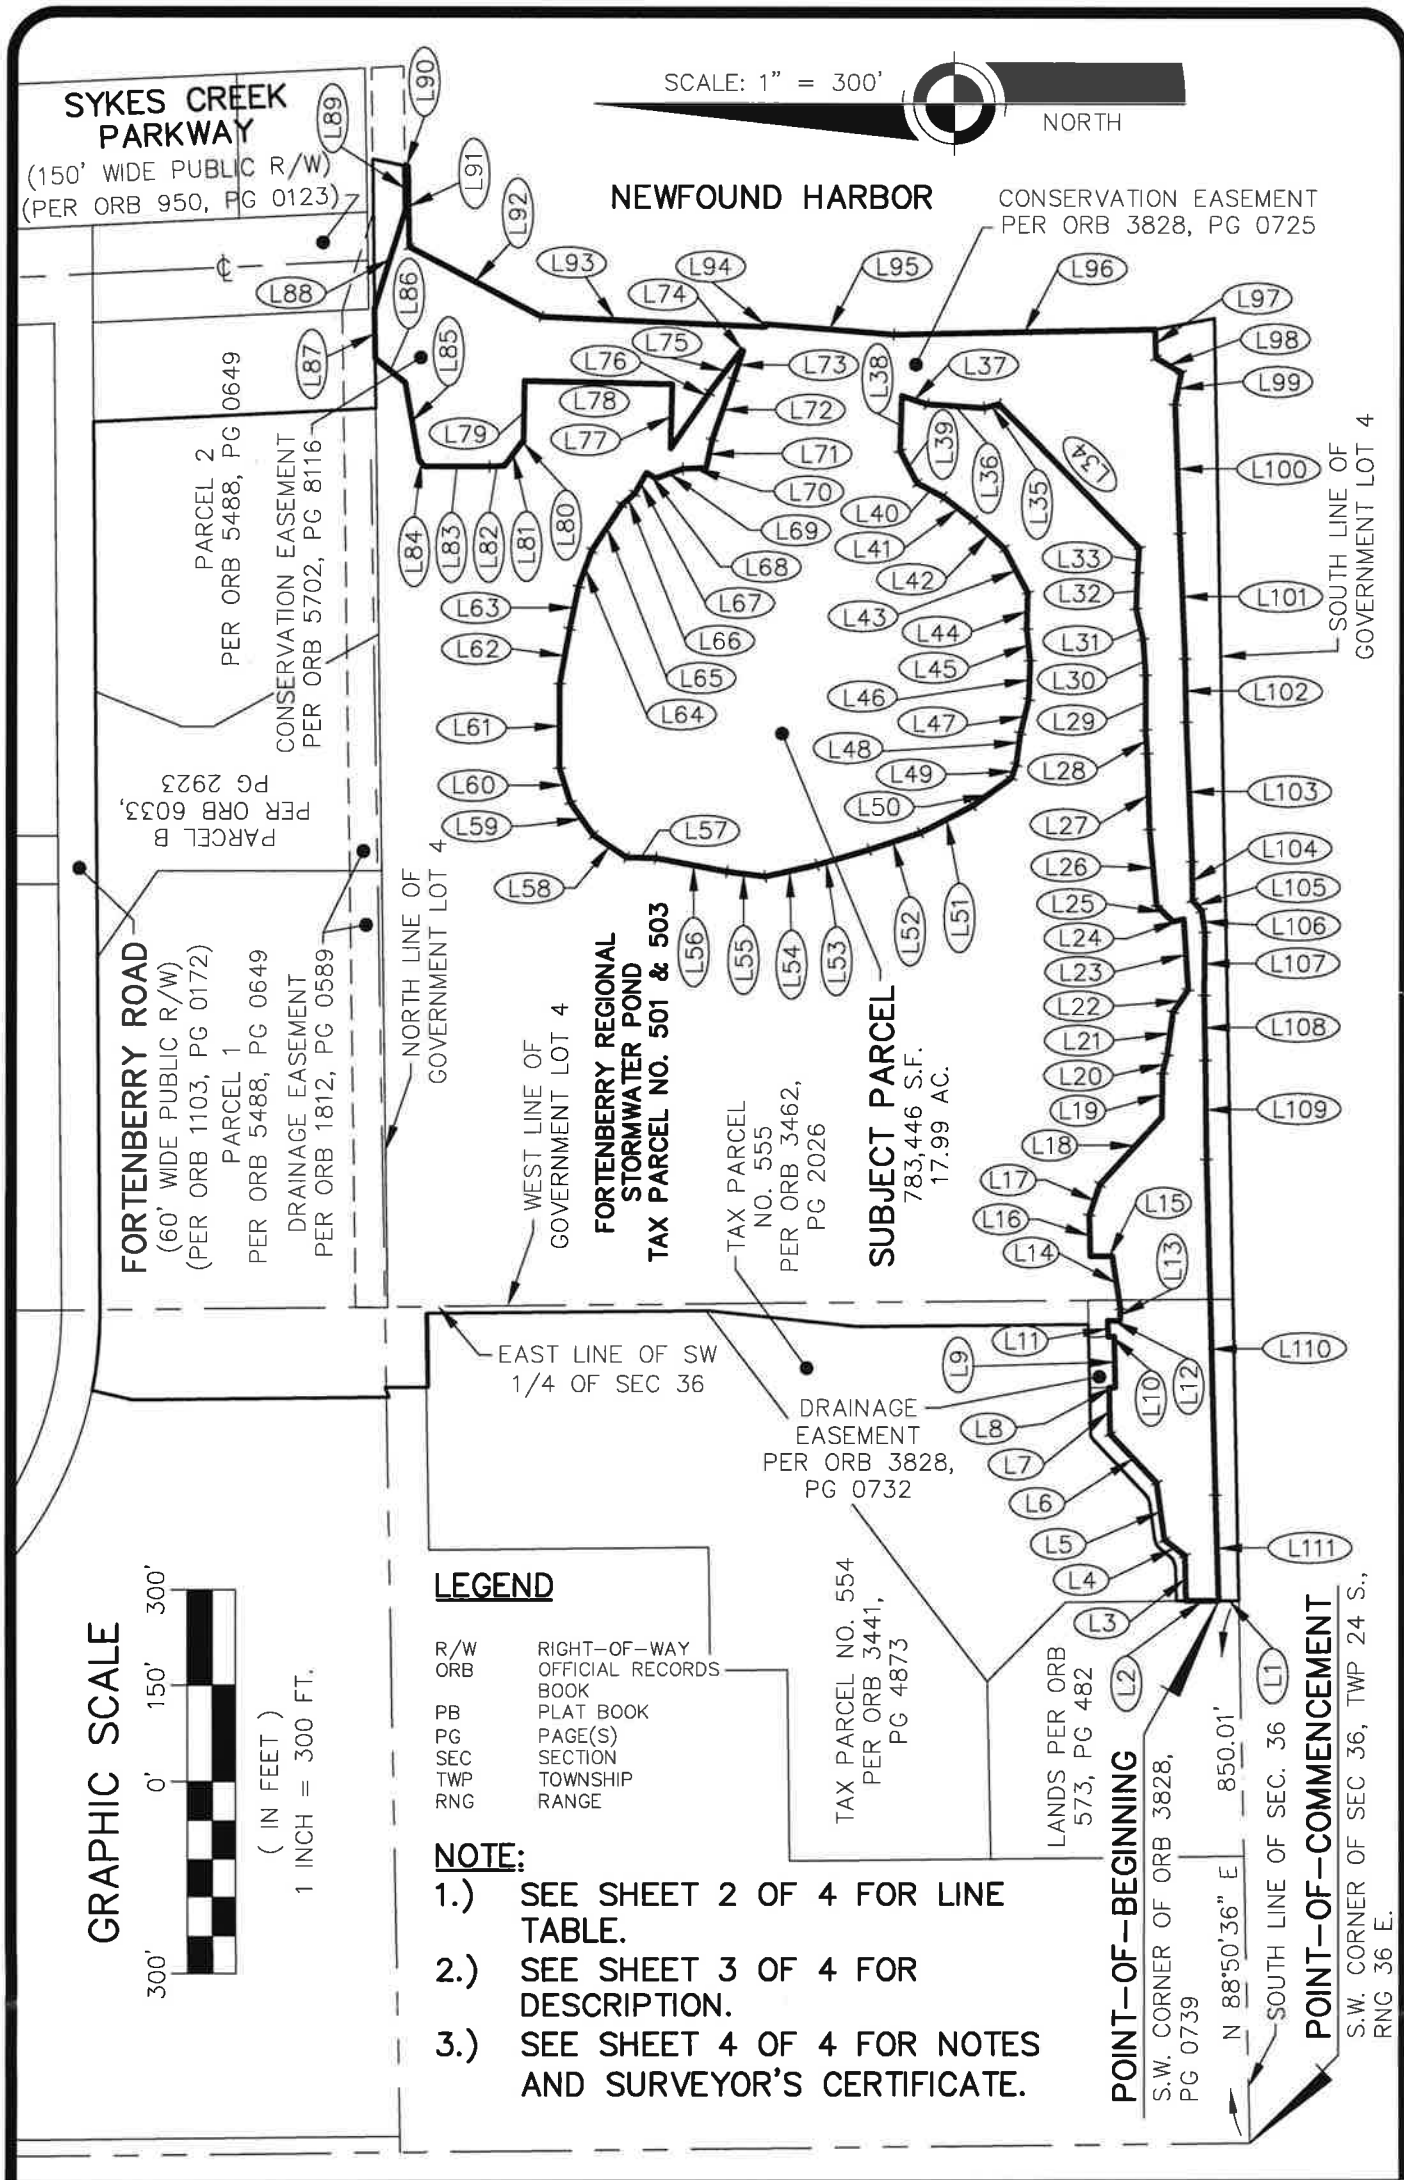 SYKES CREEK
PARKWAY
(150' WIDE PUBLIC R/W)
(PER ORB 950, PG 0123)
SCALE: 1" = 300'
NORTH
NEWFOUND HARBOR
CONSERVATION EASEMENT
PER ORB 3828, PG 0725
L89
L90
L91
L92
L93
L94
L74
L95
L96
L97
L98
L99
L88
℄
L86
L87
L85
L75
L76
L73
L38
L37
L79
L78
L77
L72
L71
L70
L39
L36
L35
L34
L100
L84
L83
L82
L81
L80
L69
L68
L67
L66
L65
L64
L40
L41
L42
L43
L44
L45
L46
L47
L48
L49
L50
L33
L32
L31
L30
L29
L28
L27
L26
L25
L24
L23
L22
L21
L20
L19
L18
L17
L16
L15
L14
L13
L63
L62
L61
L60
L59
L58
L57
L56
L55
L54
L53
L52
L51
L101
L102
L103
L104
L105
L106
L107
L108
L109
L110
L111
SOUTH LINE OF
GOVERNMENT LOT 4
PARCEL 2
PER ORB 5488, PG 0649
CONSERVATION EASEMENT
PER ORB 5702, PG 8116
PARCEL B
PER ORB 6033,
PG 2923
FORTENBERRY ROAD
(60' WIDE PUBLIC R/W)
(PER ORB 1103, PG 0172)
PARCEL 1
PER ORB 5488, PG 0649
DRAINAGE EASEMENT
PER ORB 1812, PG 0589
NORTH LINE OF
GOVERNMENT LOT 4
WEST LINE OF
GOVERNMENT LOT 4
FORTENBERRY REGIONAL
STORMWATER POND
TAX PARCEL NO. 501 & 503
TAX PARCEL
NO. 555
PER ORB 3462,
PG 2026
SUBJECT PARCEL
783,446 S.F.
17.99 AC.
EAST LINE OF SW
1/4 OF SEC 36
L11
L9
L10
L12
L8
L7
L6
L5
L4
L3
L2
L1
DRAINAGE
EASEMENT
PER ORB 3828,
PG 0732
GRAPHIC SCALE
300'
150'
0'
300'
( IN FEET )
1 INCH = 300 FT.
LEGEND
R/W RIGHT-OF-WAY
ORB OFFICIAL RECORDS
BOOK
PB PLAT BOOK
PG PAGE(S)
SEC SECTION
TWP TOWNSHIP
RNG RANGE
TAX PARCEL NO. 554
PER ORB 3441,
PG 4873
LANDS PER ORB
573, PG 482
NOTE:
1.) SEE SHEET 2 OF 4 FOR LINE
TABLE.
2.) SEE SHEET 3 OF 4 FOR
DESCRIPTION.
3.) SEE SHEET 4 OF 4 FOR NOTES
AND SURVEYOR'S CERTIFICATE.
POINT-OF-BEGINNING
S.W. CORNER OF ORB 3828,
PG 0739
N 88°50'36" E 850.01'
SOUTH LINE OF SEC. 36
POINT-OF-COMMENCEMENT
S.W. CORNER OF SEC 36, TWP 24 S.,
RNG 36 E.